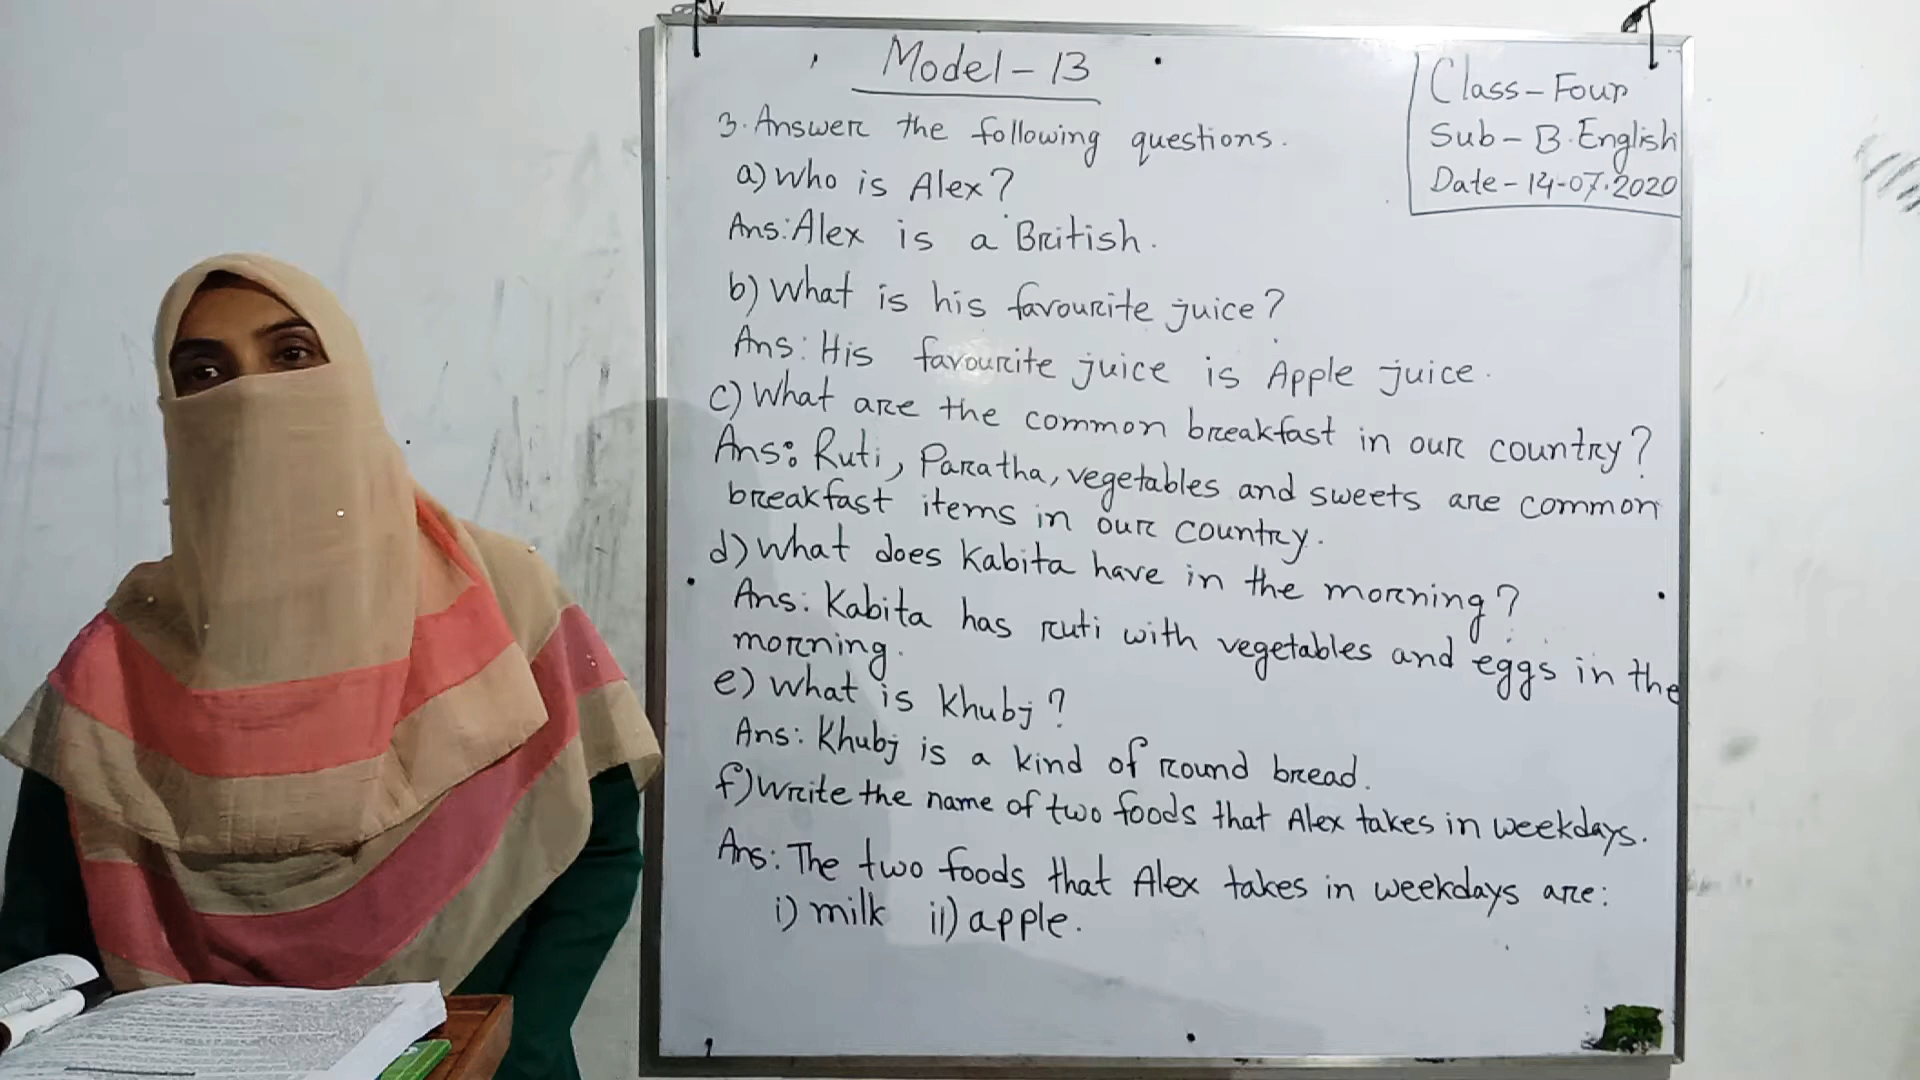 Model-13
Class-Four
Sub-B.English
Date-14-07.2020
3. Answer the following questions.
a) Who is Alex?
Ans: Alex is a British.
b) What is his favourite juice?
Ans: His favourite juice is Apple juice.
c) What are the common breakfast in our country?
Ans: Ruti, Paratha, vegetables and sweets are common
breakfast items in our country.
d) What does Kabita have in the morning?
Ans: Kabita has ruti with vegetables and eggs in the
morning.
e) What is Khubj?
Ans: Khubj is a kind of round bread.
f) Write the name of two foods that Alex takes in weekdays.
Ans: The two foods that Alex takes in weekdays are:
i) milk ii) apple.